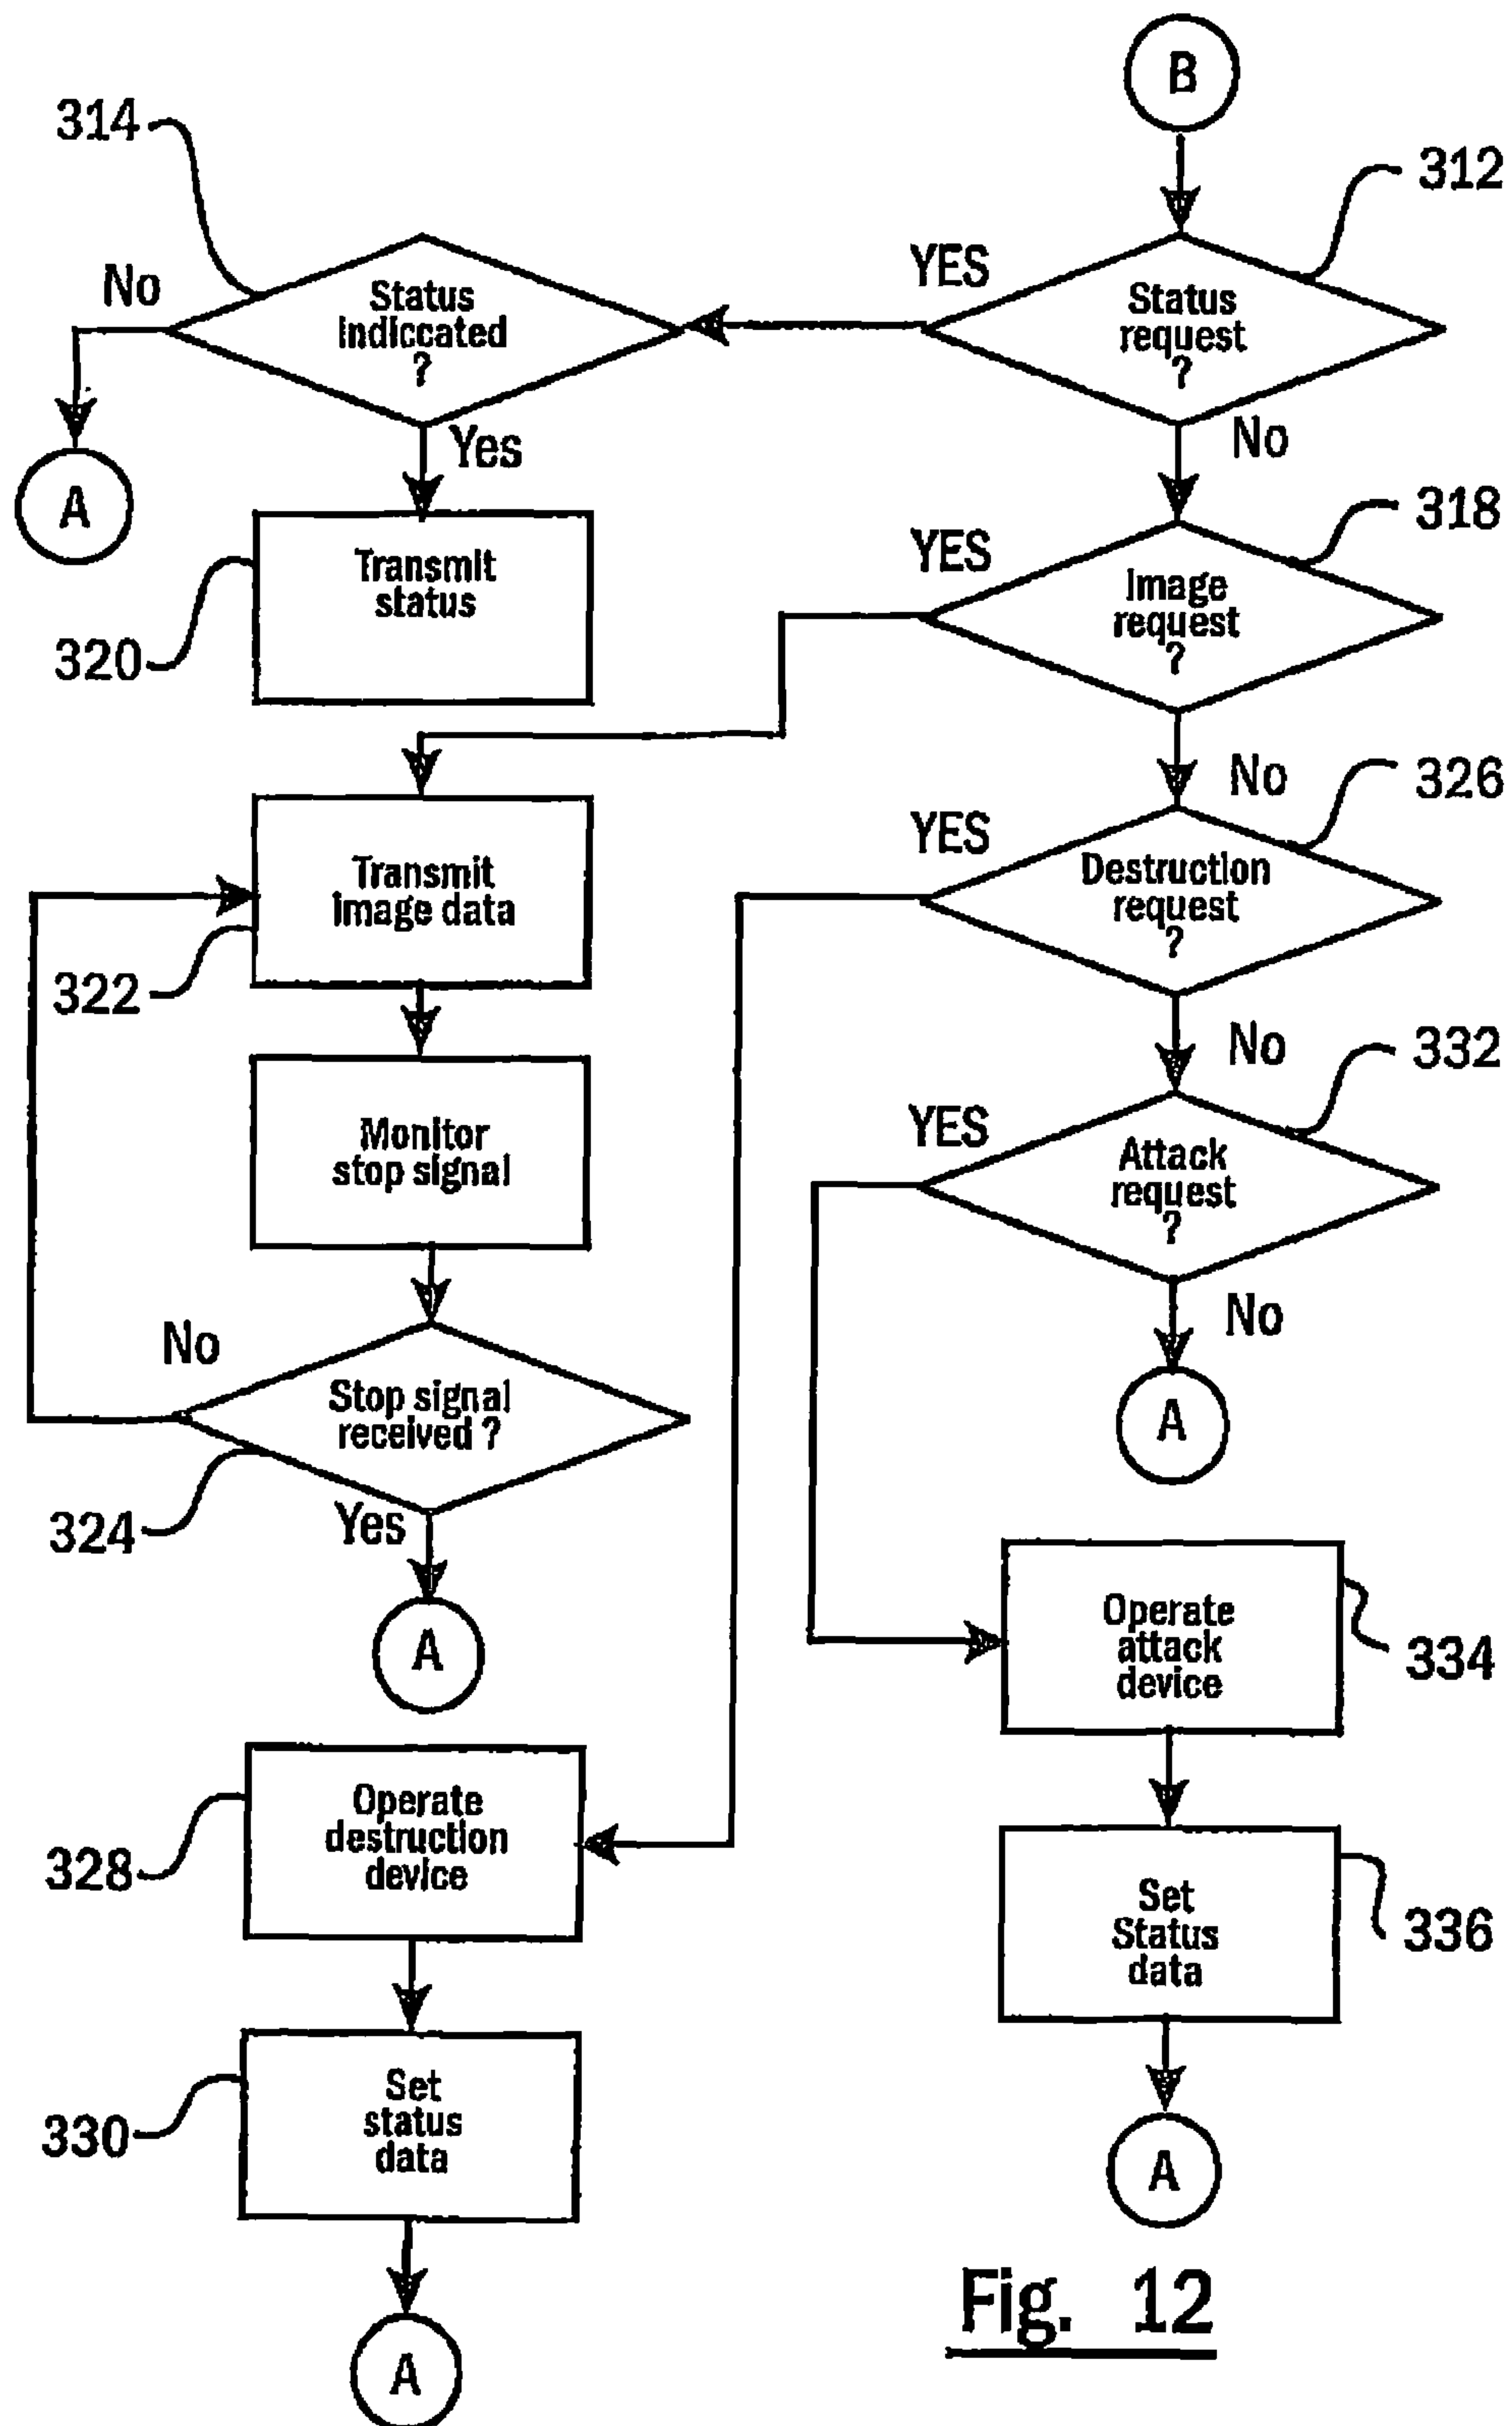 B
314
312
No
Status
indiccated
?
YES
Status
request
?
A
Yes
No
318
Transmit
status
320
YES
Image
request
?
No
326
Transmit
image data
322
YES
Destruction
request
?
No
332
Monitor
stop signal
YES
Attack
request
?
No
No
Stop signal
received ?
324
Yes
A
A
Operate
attack
device
334
Operate
destruction
device
328
Set
Status
data
336
Set
status
data
330
A
A
Fig. 12